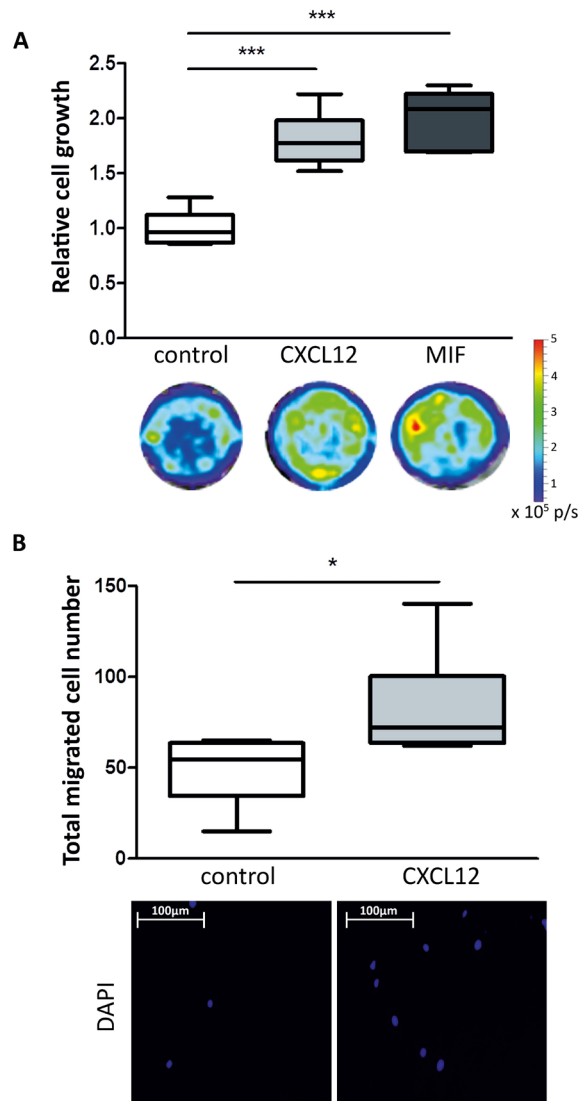 A
***
***
Relative cell growth
2.5
2.0
1.5
1.0
0.5
0.0
control CXCL12 MIF
5
4
3
2
1
x 10⁵ p/s
B
*
Total migrated cell number
150
100
50
0
control CXCL12
DAPI
100µm 100µm